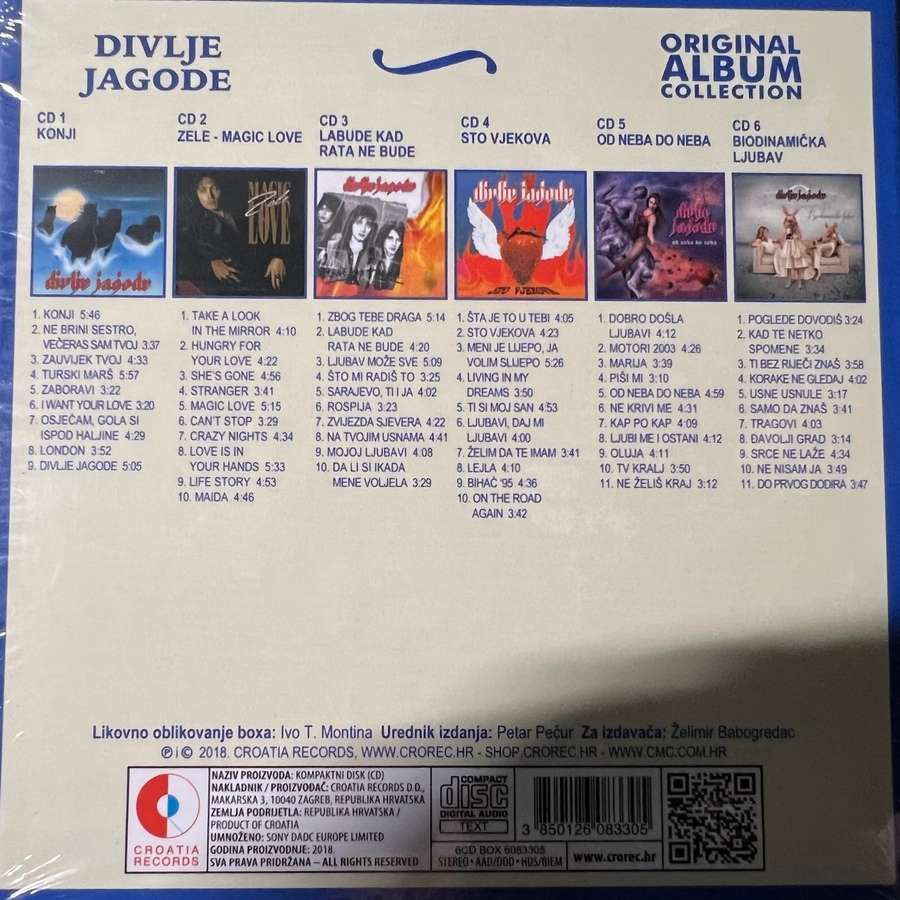 DIVLJE
JAGODE
ORIGINAL
ALBUM
COLLECTION
CD 1
KONJI
divlje jagode
1. KONJI 5:46
2. NE BRINI SESTRO,
VEČERAS SAM TVOJ 3:37
3. ZAUVIJEK TVOJ 4:33
4. TURSKI MARŠ 5:57
5. ZABORAVI 3:22
6. I WANT YOUR LOVE 3:20
7. OSJEĆAM, GOLA SI
ISPOD HALJINE 4:29
8. LONDON 3:52
9. DIVLJE JAGODE 5:05
CD 2
ZELE - MAGIC LOVE
MAGIC
Zele
LOVE
1. TAKE A LOOK
IN THE MIRROR 4:10
2. HUNGRY FOR
YOUR LOVE 4:22
3. SHE'S GONE 4:56
4. STRANGER 3:41
5. MAGIC LOVE 5:15
6. CAN'T STOP 3:29
7. CRAZY NIGHTS 4:34
8. LOVE IS IN
YOUR HANDS 5:33
9. LIFE STORY 4:53
10. MAIDA 4:46
CD 3
LABUDE KAD
RATA NE BUDE
divlje jagode
1. ZBOG TEBE DRAGA 5:14
2. LABUDE KAD
RATA NE BUDE 4:20
3. LJUBAV MOŽE SVE 5:09
4. ŠTO MI RADIŠ TO 3:25
5. SARAJEVO, TI I JA 4:02
6. ROSPIJA 3:23
7. ZVIJEZDA SJEVERA 4:22
8. NA TVOJIM USNAMA 4:41
9. MOJOJ LJUBAVI 4:08
10. DA LI SI IKADA
MENE VOLJELA 3:29
CD 4
STO VJEKOVA
divlje jagode
STO VJEKOVA
1. ŠTA JE TO U TEBI 4:05
2. STO VJEKOVA 4:23
3. MENI JE LIJEPO, JA
VOLIM SLIJEPO 5:26
4. LIVING IN MY
DREAMS 3:50
5. TI SI MOJ SAN 4:53
6. LJUBAVI, DAJ MI
LJUBAVI 4:00
7. ŽELIM DA TE IMAM 3:41
8. LEJLA 4:10
9. BIHAĆ '95 4:36
10. ON THE ROAD
AGAIN 3:42
CD 5
OD NEBA DO NEBA
divlje
jagode
od neba do neba
1. DOBRO DOŠLA
LJUBAVI 4:12
2. MOTORI 2003 4:26
3. MARIJA 3:39
4. PIŠI MI 3:10
5. OD NEBA DO NEBA 4:59
6. NE KRIVI ME 4:31
7. KAP PO KAP 4:09
8. LJUBI ME I OSTANI 4:12
9. OLUJA 4:11
10. TV KRALJ 3:50
11. NE ŽELIŠ KRAJ 3:12
CD 6
BIODINAMIČKA
LJUBAV
divlje jagode
1. POGLEDE DOVODIŠ 3:24
2. KAD TE NETKO
SPOMENE 3:34
3. TI BEZ RIJEČI ZNAŠ 3:58
4. KORAKE NE GLEDAJ 4:02
5. USNE USNULE 3:17
6. SAMO DA ZNAŠ 3:41
7. TRAGOVI 4:03
8. ĐAVOLJI GRAD 3:14
9. SRCE NE LAŽE 4:34
10. NE NISAM JA 3:49
11. DO PRVOG DODIRA 3:47
Likovno oblikovanje boxa: Ivo T. Montina Urednik izdanja: Petar Pečur Za izdavača: Želimir Babogredac
℗ i © 2018. CROATIA RECORDS, WWW.CROREC.HR - SHOP.CROREC.HR - WWW.CMC.COM.HR
CROATIA
RECORDS
NAZIV PROIZVODA: KOMPAKTNI DISK (CD)
NAKLADNIK / PROIZVOĐAČ: CROATIA RECORDS D.D.,
MAKARSKA 3, 10040 ZAGREB, REPUBLIKA HRVATSKA
ZEMLJA PODRIJETLA: REPUBLIKA HRVATSKA /
PRODUCT OF CROATIA
UMNOŽENO: SONY DADC EUROPE LIMITED
GODINA PROIZVODNJE: 2018.
SVA PRAVA PRIDRŽANA – ALL RIGHTS RESERVED
COMPACT
disc
DIGITAL AUDIO
TEXT
3 850126 083305
6CD BOX 6083305
STEREO • AAD/DDD • HDS/BIEM
www.crorec.hr